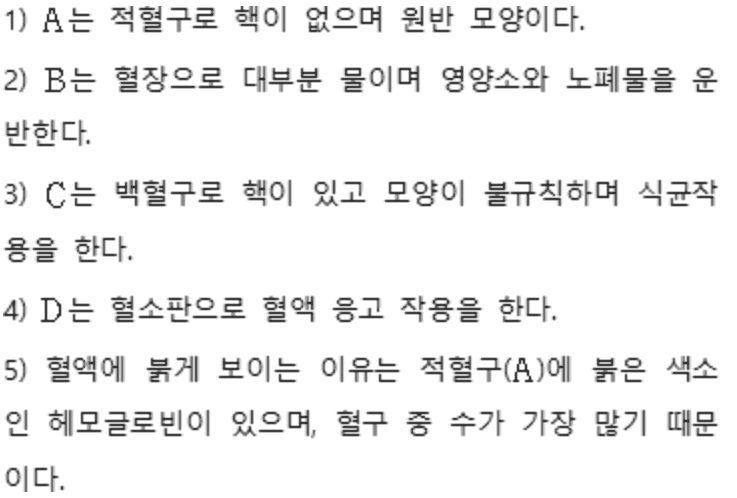 1) A는 적혈구로 핵이 없으며 원반 모양이다.
2) B는 혈장으로 대부분 물이며 영양소와 노폐물을 운
반한다.
3) C는 백혈구로 핵이 있고 모양이 불규칙하며 식균작
용을 한다.
4) D는 혈소판으로 혈액 응고 작용을 한다.
5) 혈액에 붉게 보이는 이유는 적혈구(A)에 붉은 색소
인 헤모글로빈이 있으며, 혈구 중 수가 가장 많기 때문
이다.